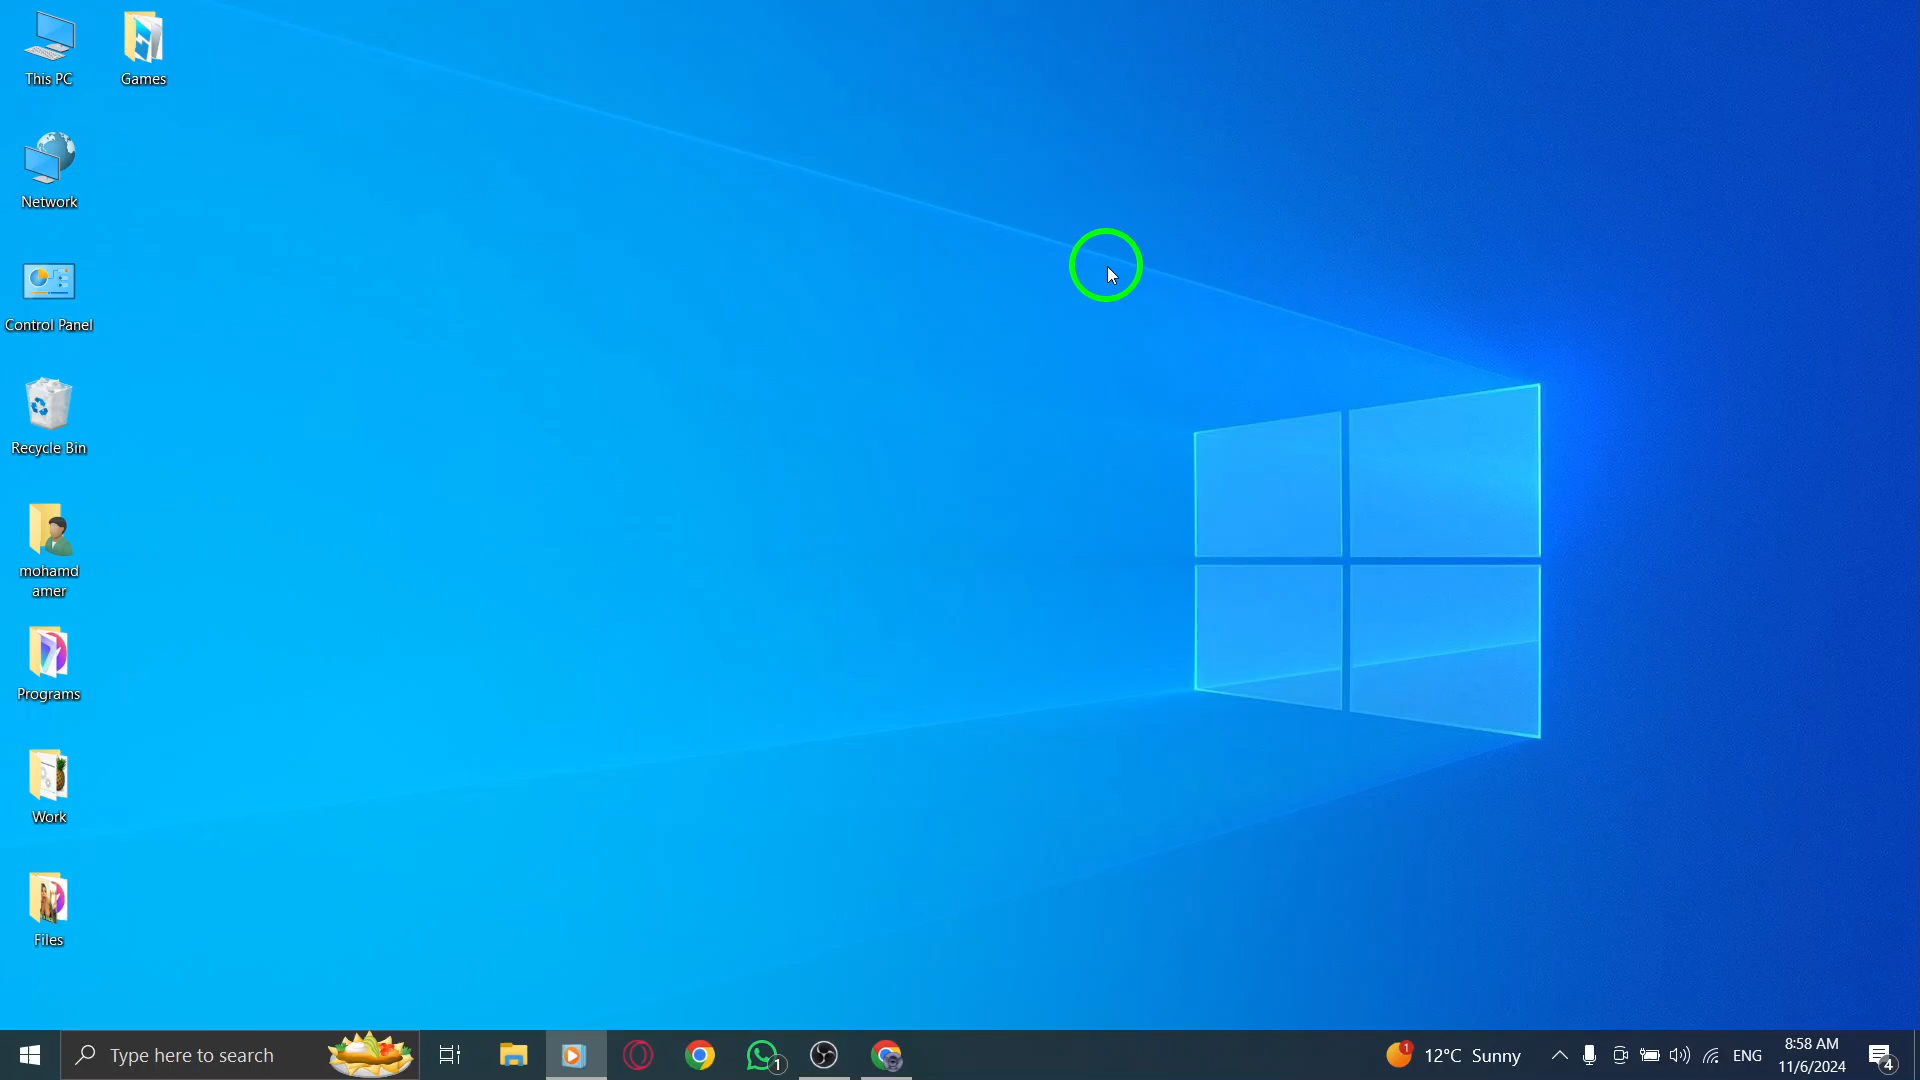 This PC
Games
Network
Control Panel
Recycle Bin
mohamd
amer
Programs
Work
Files
Type here to search
1
1
12°C Sunny
ENG
8:58 AM
11/6/2024
4